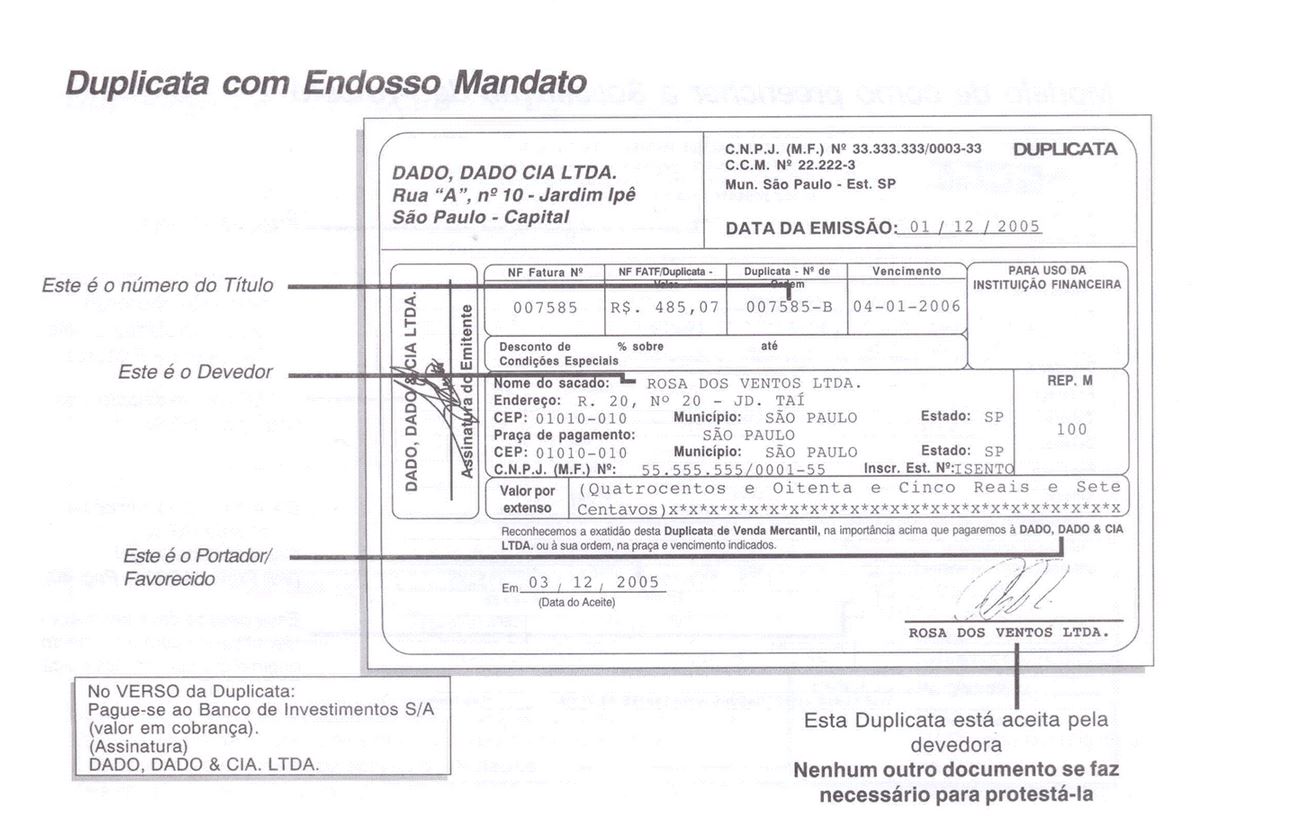 Duplicata com Endosso Mandato
DADO, DADO CIA LTDA.
Rua “A”, nº 10 - Jardim Ipê
São Paulo - Capital
C.N.P.J. (M.F.) Nº 33.333.333/0003-33
C.C.M. Nº 22.222-3
Mun. São Paulo - Est. SP
DUPLICATA
DATA DA EMISSÃO: 01 / 12 / 2005
Este é o número do Título
Este é o Devedor
Este é o Portador/
Favorecido
DADO, DADO & CIA LTDA.
Assinatura do Emitente
NF Fatura Nº
007585
NF FATF/Duplicata -
R$. 485,07
Duplicata - Nº de
Ordem
007585-B
Vencimento
04-01-2006
PARA USO DA
INSTITUIÇÃO FINANCEIRA
Desconto de % sobre até
Condições Especiais
Nome do sacado: ROSA DOS VENTOS LTDA.
Endereço: R. 20, Nº 20 - JD. TAÍ
CEP: 01010-010 Município: SÃO PAULO Estado: SP
Praça de pagamento: SÃO PAULO
CEP: 01010-010 Município: SÃO PAULO Estado: SP
C.N.P.J. (M.F.) Nº: 55.555.555/0001-55 Inscr. Est. Nº: ISENTO
REP. M
100
Valor por
extenso
(Quatrocentos e Oitenta e Cinco Reais e Sete
Centavos)x*x*x*x*x*x*x*x*x*x*x*x*x*x*x*x*x*x
Reconhecemos a exatidão desta Duplicata de Venda Mercantil, na importância acima que pagaremos à DADO, DADO & CIA
LTDA. ou à sua ordem, na praça e vencimento indicados.
Em 03 / 12 / 2005
(Data do Aceite)
ROSA DOS VENTOS LTDA.
No VERSO da Duplicata:
Pague-se ao Banco de Investimentos S/A
(valor em cobrança).
(Assinatura)
DADO, DADO & CIA. LTDA.
Esta Duplicata está aceita pela
devedora
Nenhum outro documento se faz
necessário para protestá-la